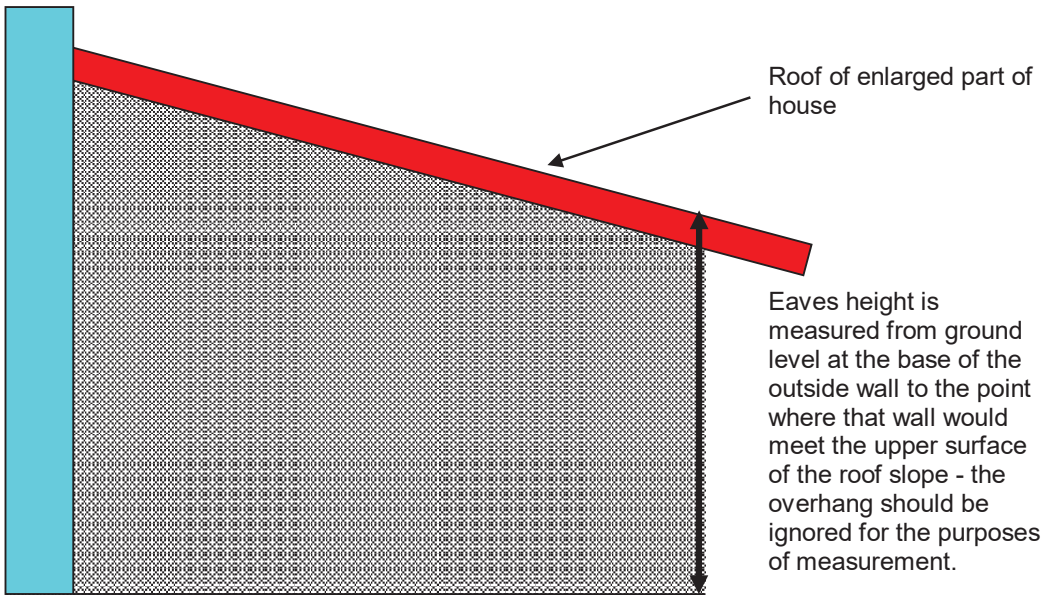 Roof of enlarged part of
house
Eaves height is
measured from ground
level at the base of the
outside wall to the point
where that wall would
meet the upper surface
of the roof slope - the
overhang should be
ignored for the purposes
of measurement.